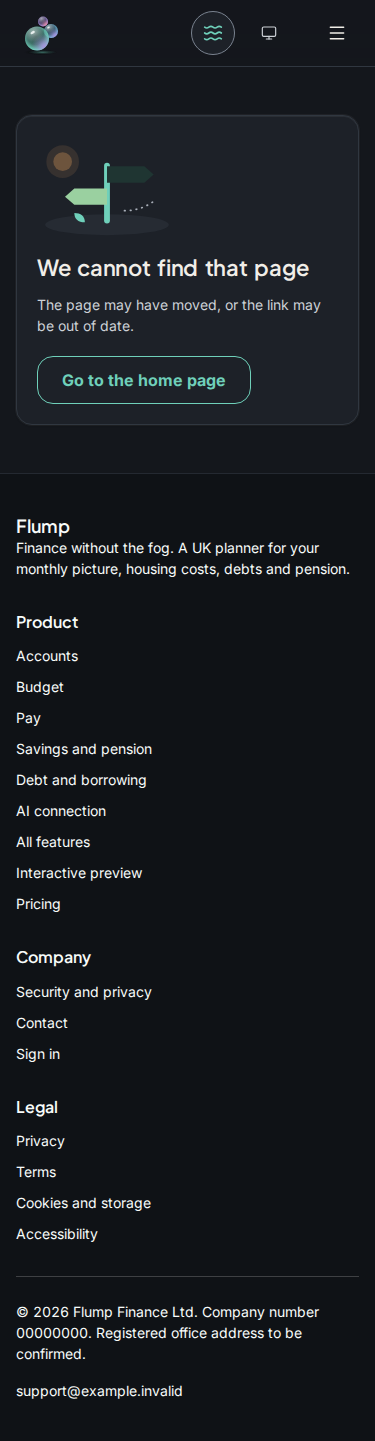 We cannot find that page
The page may have moved, or the link may
be out of date.
Go to the home page
Flump
Finance without the fog. A UK planner for your
monthly picture, housing costs, debts and pension.
Product
Accounts
Budget
Pay
Savings and pension
Debt and borrowing
AI connection
All features
Interactive preview
Pricing
Company
Security and privacy
Contact
Sign in
Legal
Privacy
Terms
Cookies and storage
Accessibility
© 2026 Flump Finance Ltd. Company number
00000000. Registered office address to be
confirmed.
support@example.invalid